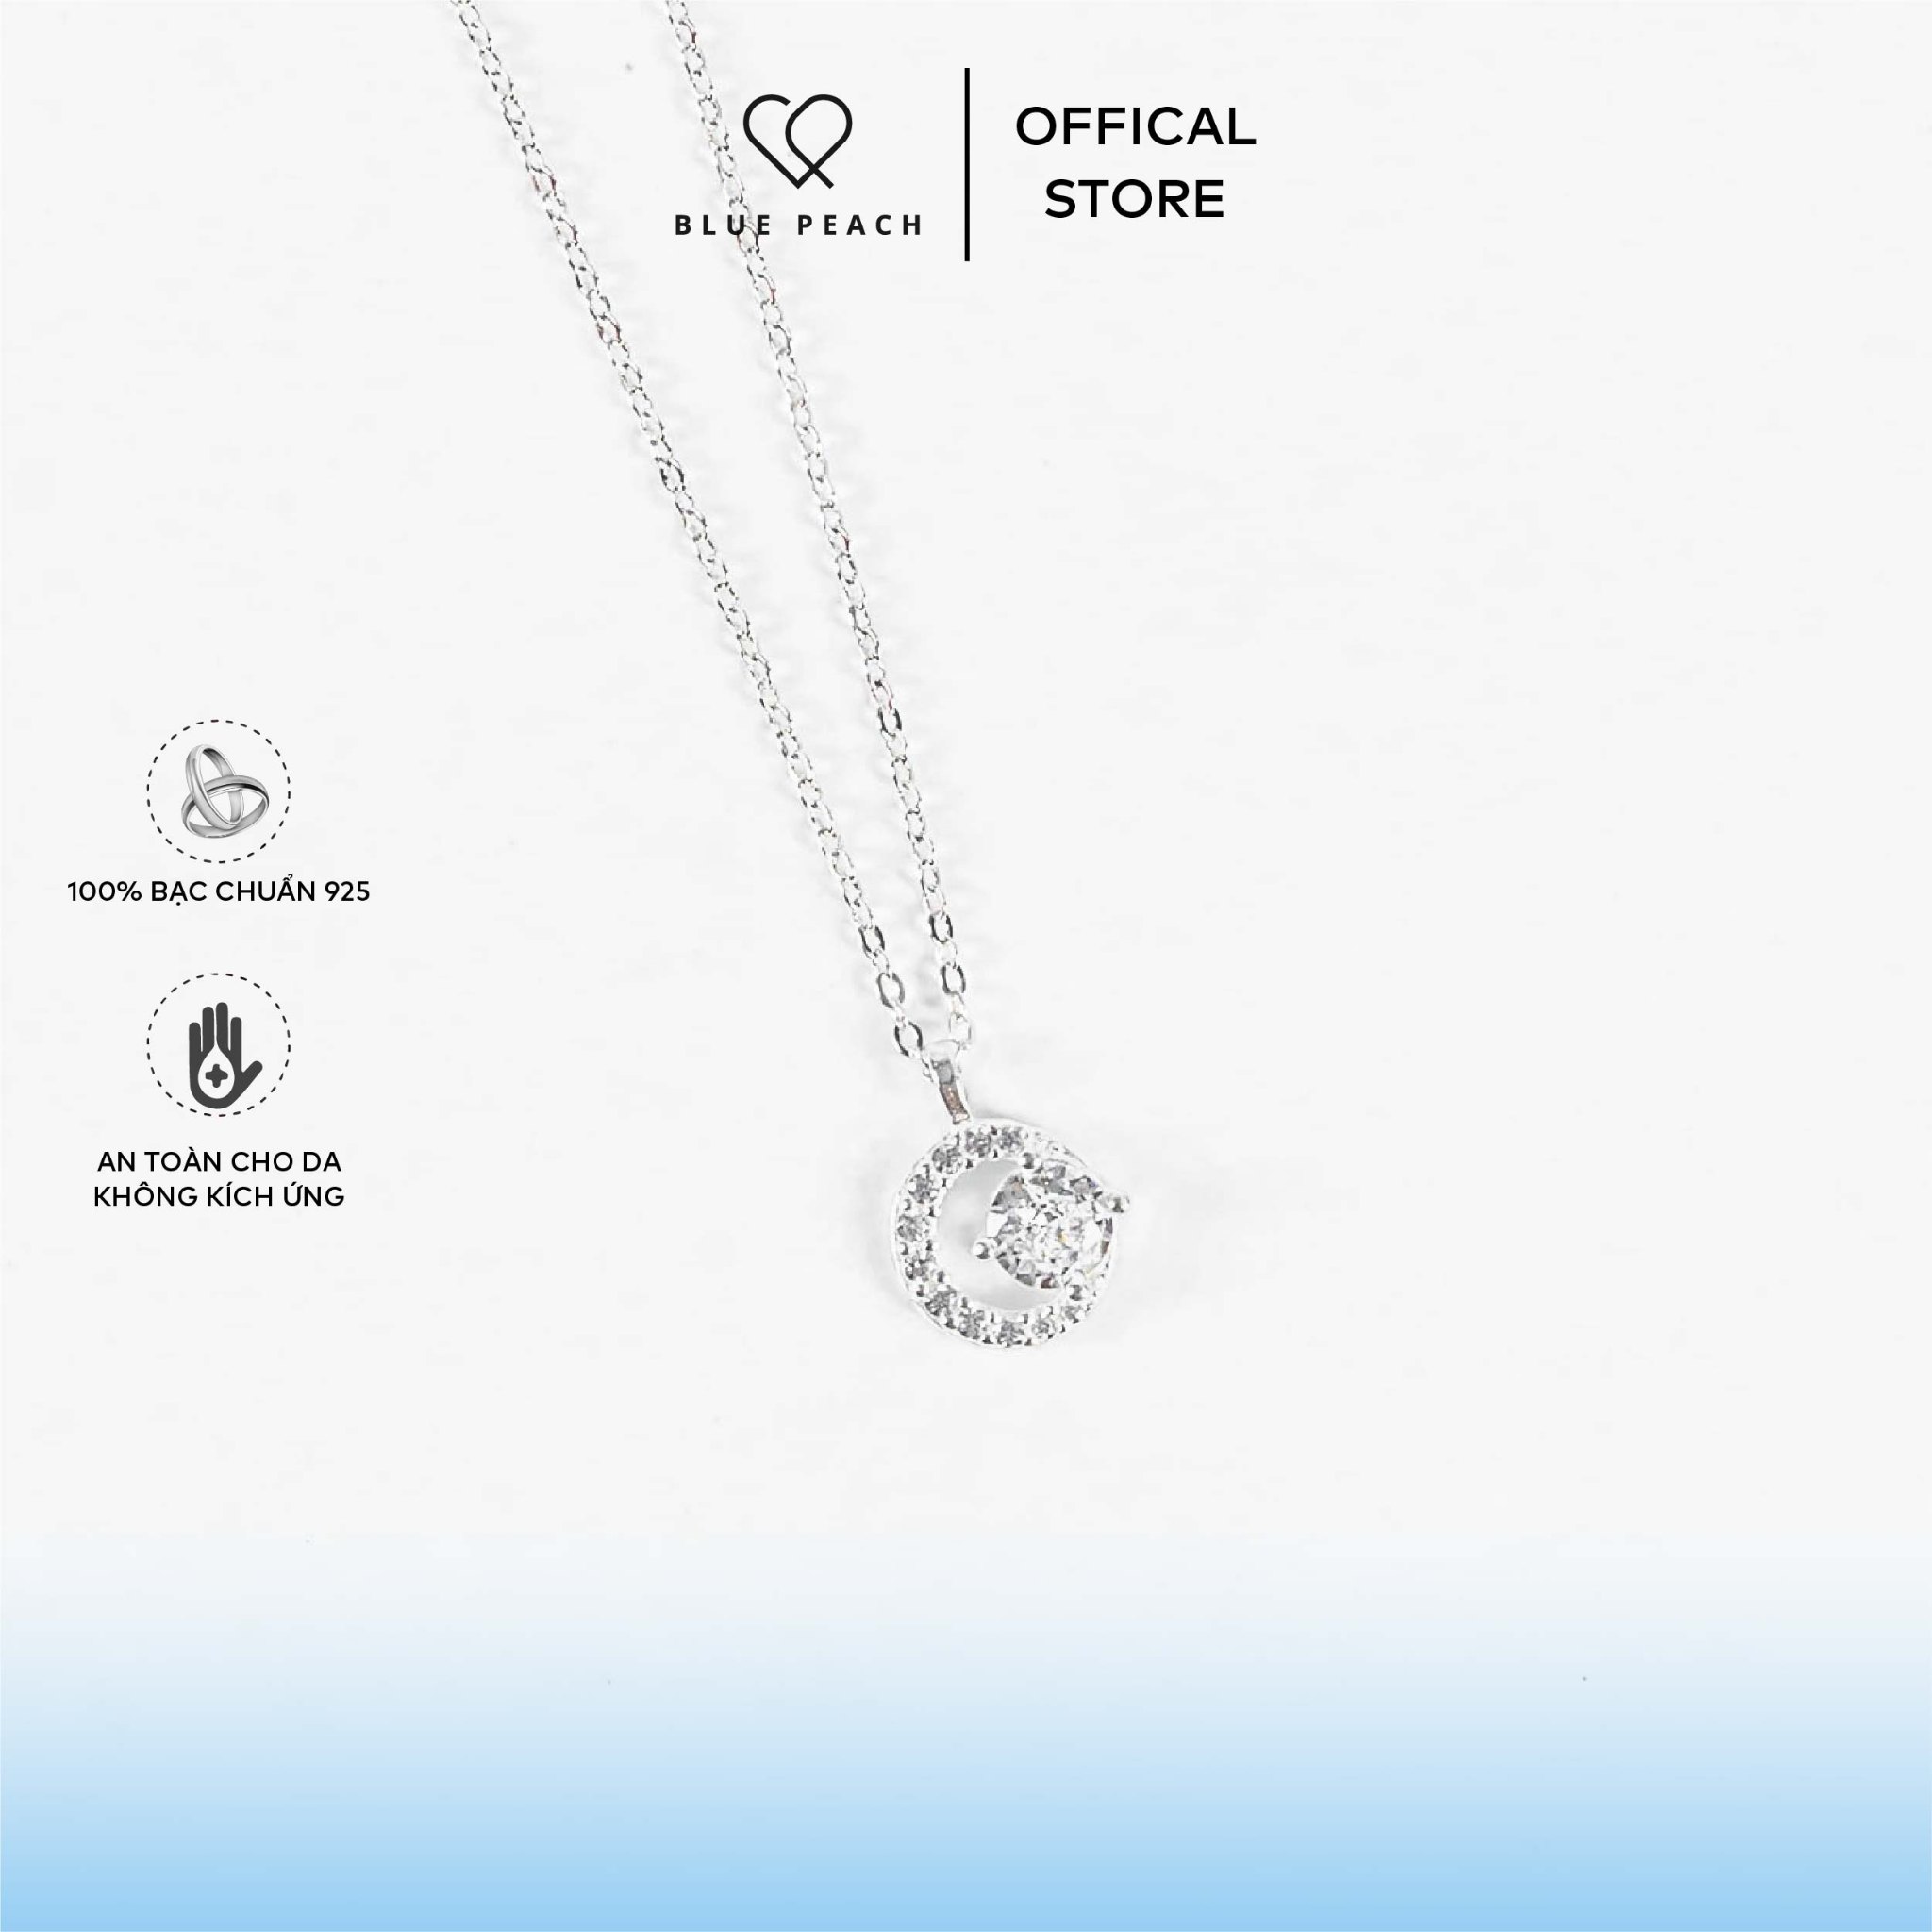 BLUE PEACH
OFFICAL
STORE
100% BẠC CHUẨN 925
AN TOÀN CHO DA
KHÔNG KÍCH ỨNG